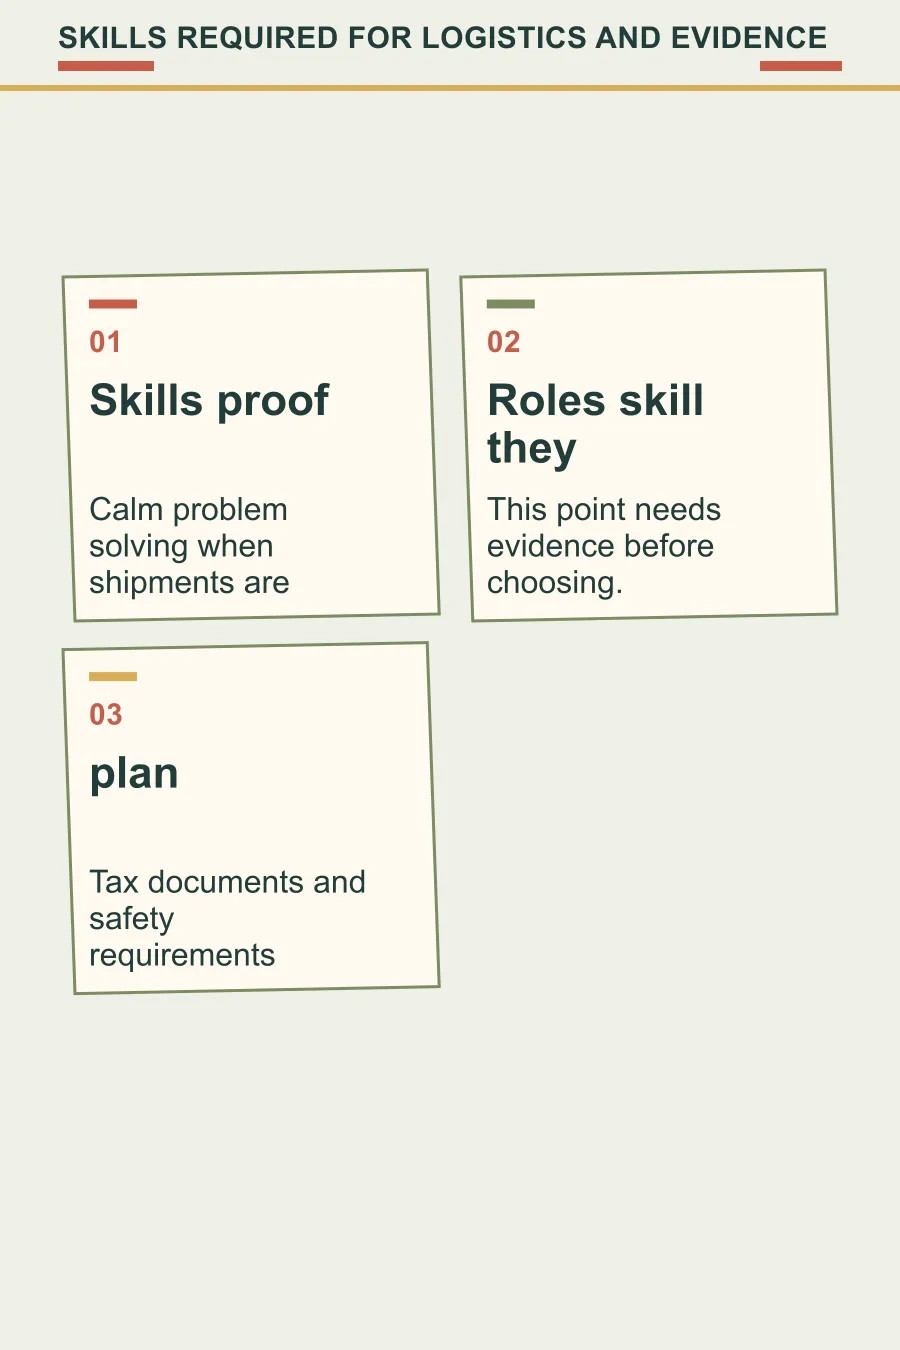 SKILLS REQUIRED FOR LOGISTICS AND EVIDENCE
01
Skills proof
Calm problem
solving when
shipments are
02
Roles skill
they
This point needs
evidence before
choosing.
03
plan
Tax documents and
safety
requirements